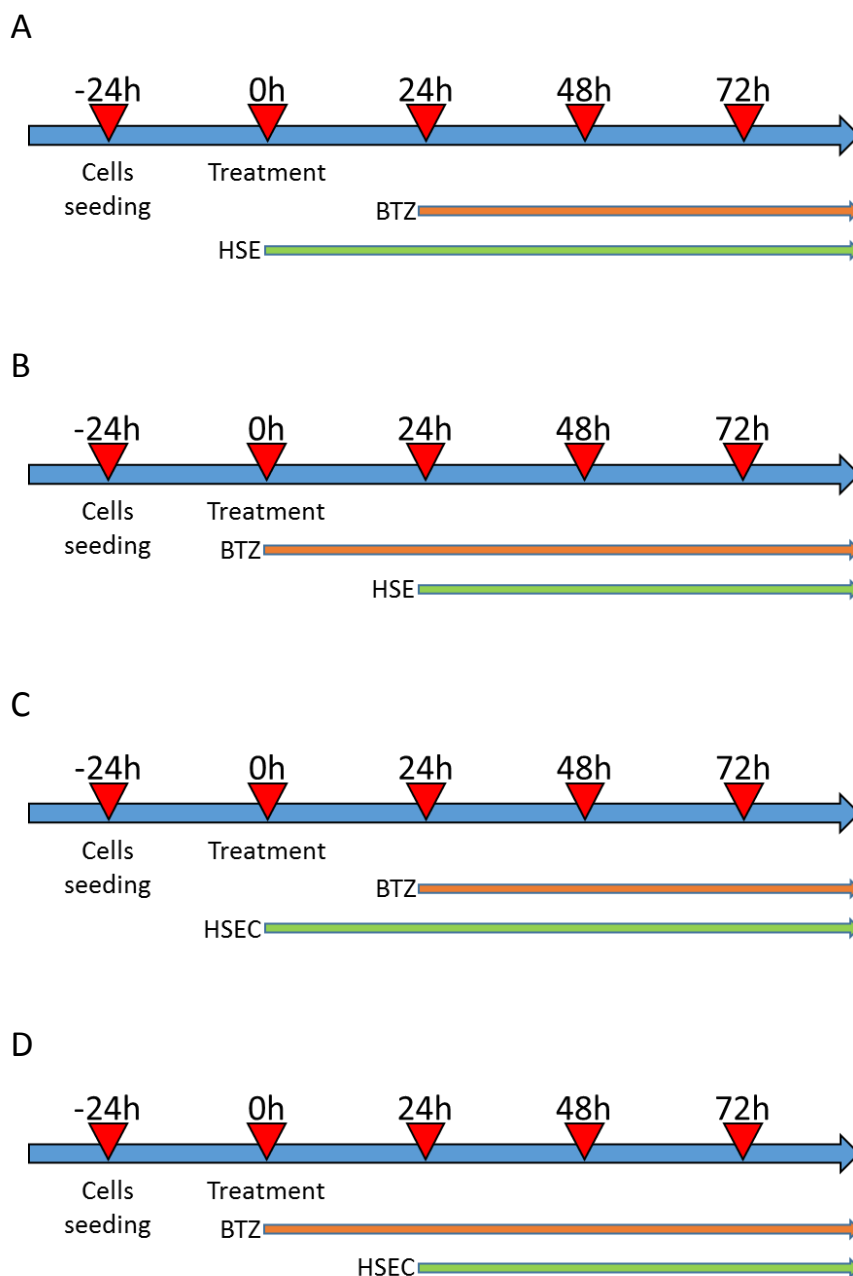 A
-24h 0h 24h 48h 72h
Cells Treatment
seeding
BTZ
HSE
B
-24h 0h 24h 48h 72h
Cells Treatment
seeding
BTZ
HSE
C
-24h 0h 24h 48h 72h
Cells Treatment
seeding
BTZ
HSEC
D
-24h 0h 24h 48h 72h
Cells Treatment
seeding
BTZ
HSEC